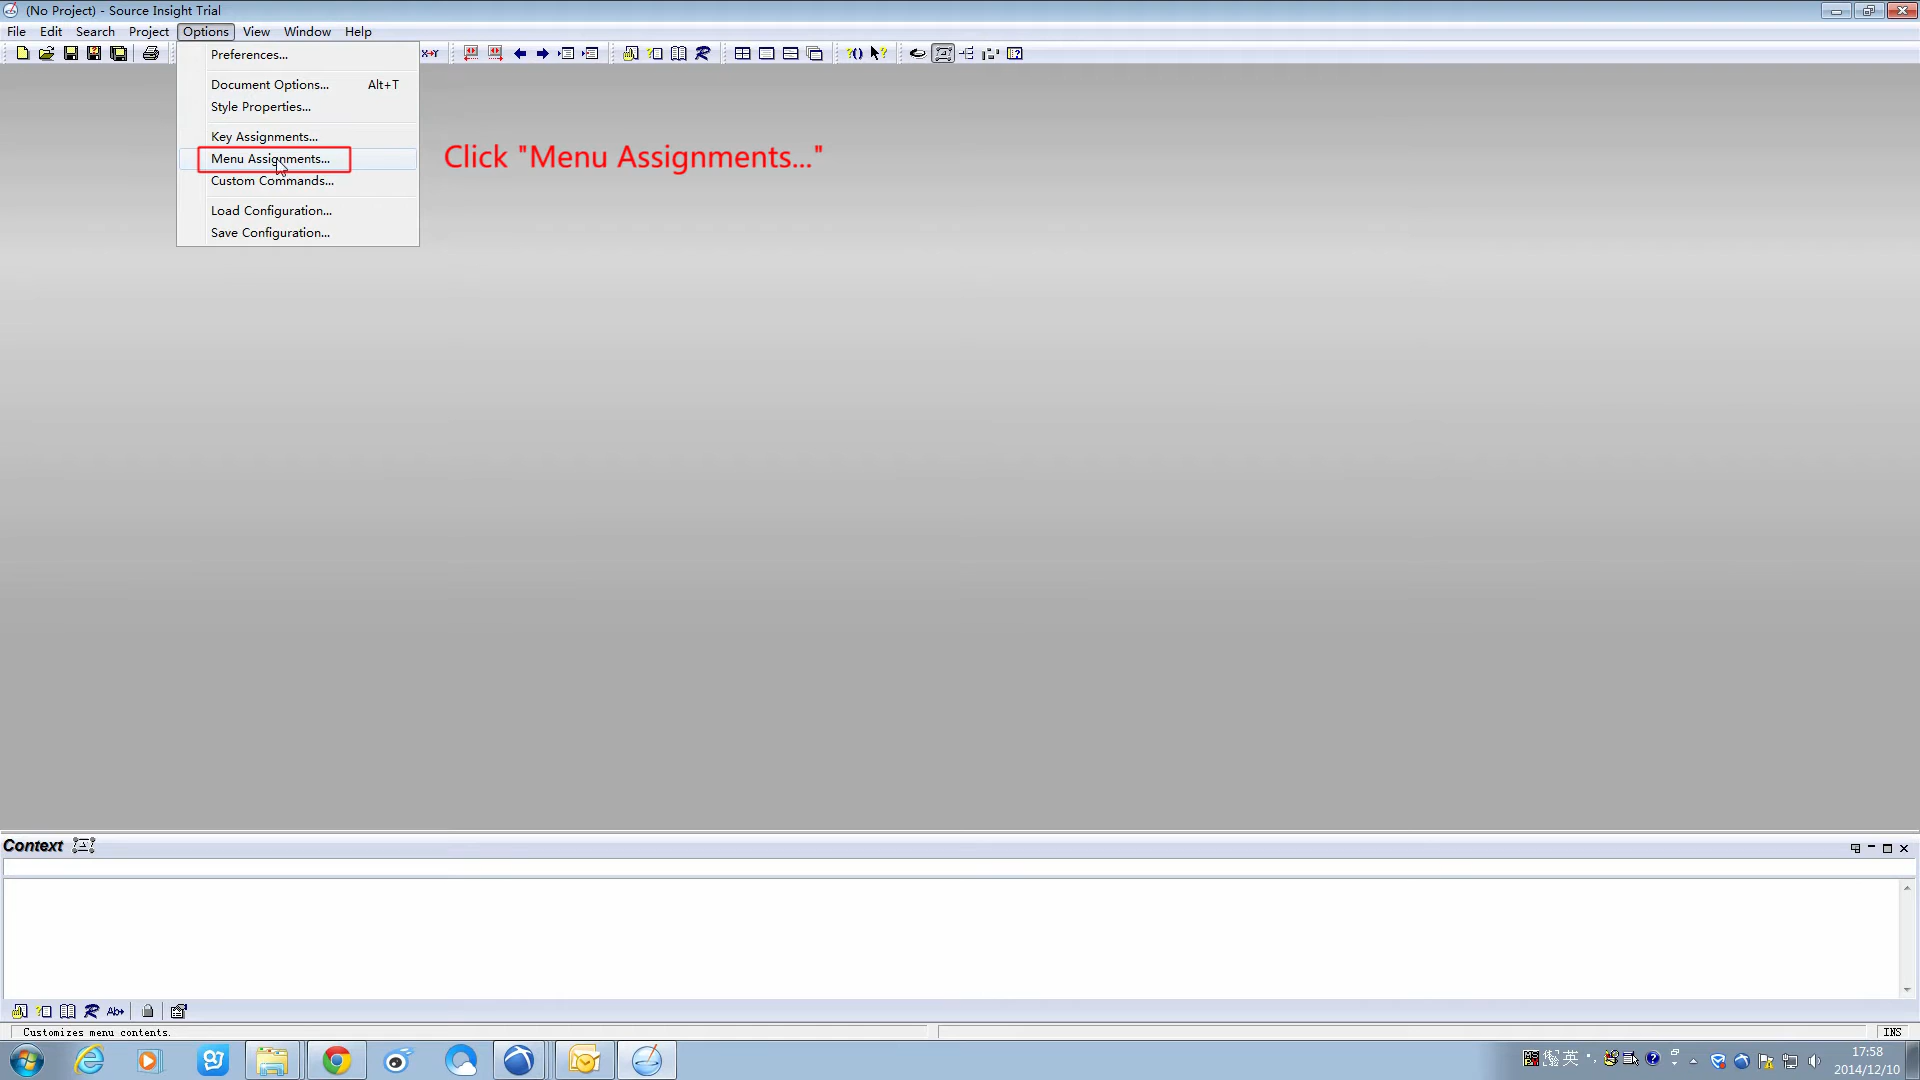 (No Project) - Source Insight Trial
File Edit Search Project Options View Window Help
Preferences...
Document Options... Alt+T
Style Properties...
Key Assignments...
Menu Assignments...
Click "Menu Assignments..."
Custom Commands...
Load Configuration...
Save Configuration...
Context
Customizes menu contents.
INS
英
17:58
2014/12/10